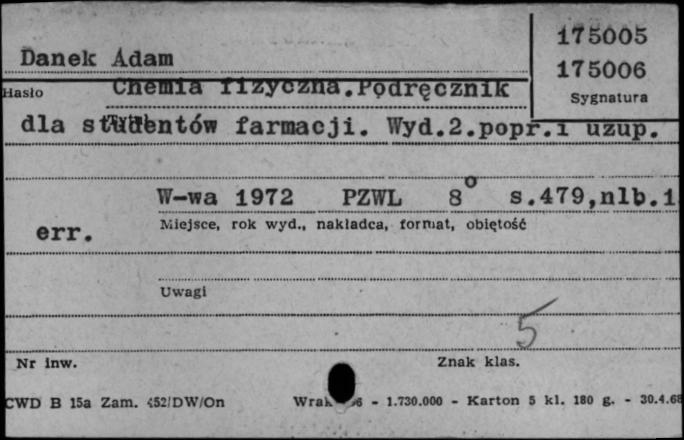 175005
Danek Adam
175006
Hasło Chemia fizyczna.Podręcznik
Sygnatura
dla studentów farmacji. Wyd.2.popr.i uzup.
W-wa 1972 PZWL 8° s.479,nlb.1
err.
Miejsce, rok wyd., nakładca, format, objętość
Uwagi
5
Nr inw. Znak klas.
CWD B 15a Zam. 452/DW/On - 1.730.000 - Karton 5 kl. 180 g. - 30.4.68